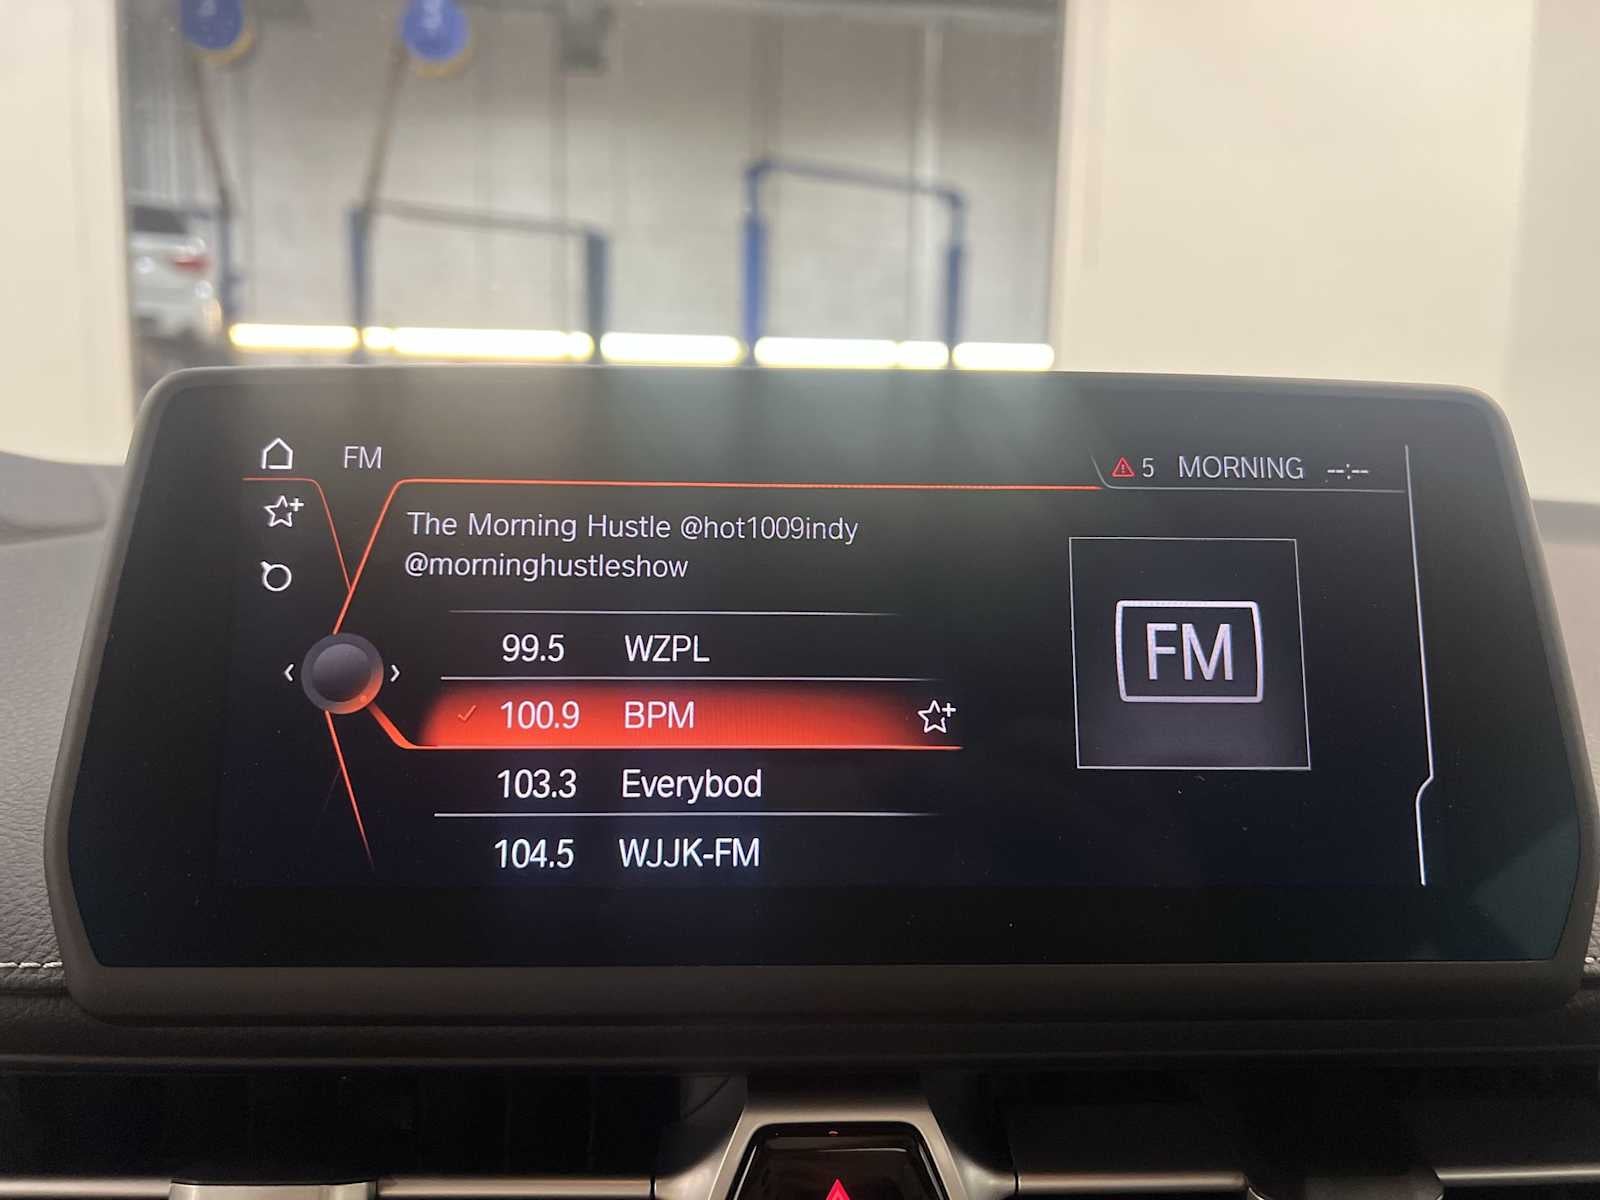 FM
5 MORNING --:--
The Morning Hustle @hot1009indy
@morninghustleshow
99.5 WZPL
100.9 BPM
103.3 Everybod
104.5 WJJK-FM
FM